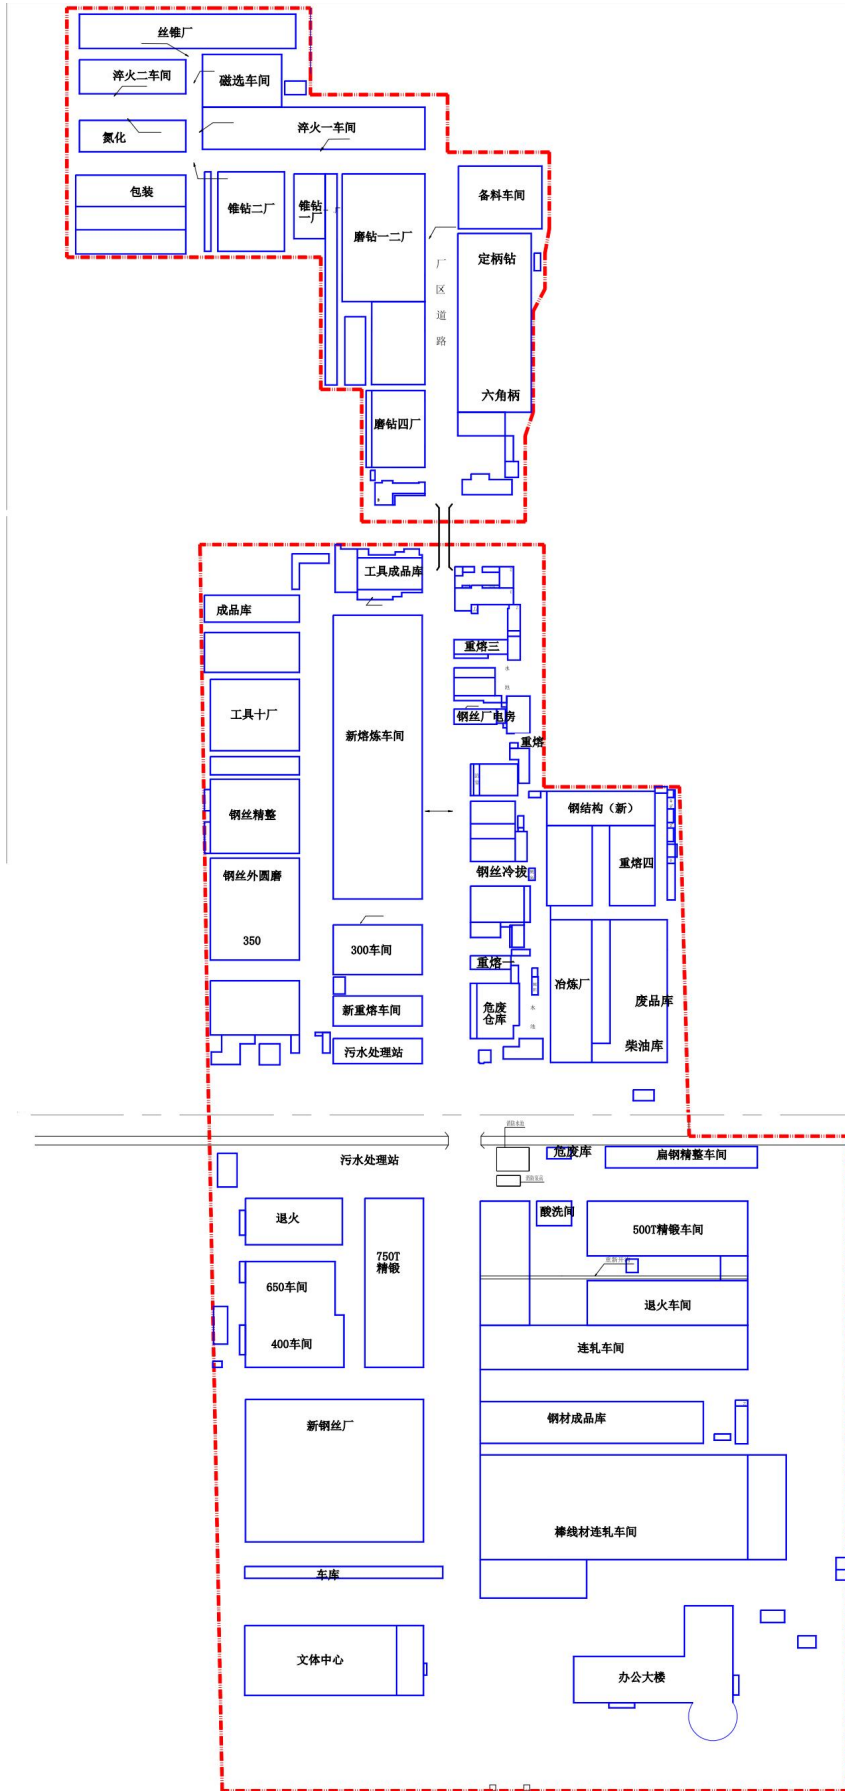 丝锥厂
淬火二车间
磁选车间
淬火一车间
氮化
包装
锥钻二厂
锥钻
一厂
厂
磨钻一二厂
备料车间
定柄钻
厂区道路
六角柄
磨钻四厂
工具成品库
成品库
重熔三
水
池
工具十厂
钢丝厂电房
新熔炼车间
重熔
钢丝精整
钢结构（新）
钢丝外圆磨
钢丝冷拔
重熔四
350
300车间
重熔一
冶炼厂
新重熔车间
危废
仓库
水
池
废品库
柴油库
污水处理站
污水处理站
危废库
扁钢精整车间
退火
酸洗间
500T精锻车间
750T
精锻
650车间
退火车间
400车间
连轧车间
新钢丝厂
钢材成品库
棒线材连轧车间
车库
文体中心
办公大楼